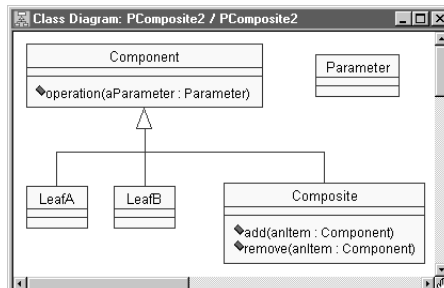 Class Diagram: PComposite2 / PComposite2
Component
operation(aParameter : Parameter)
Parameter
LeafA
LeafB
Composite
add(anItem : Component)
remove(anItem : Component)